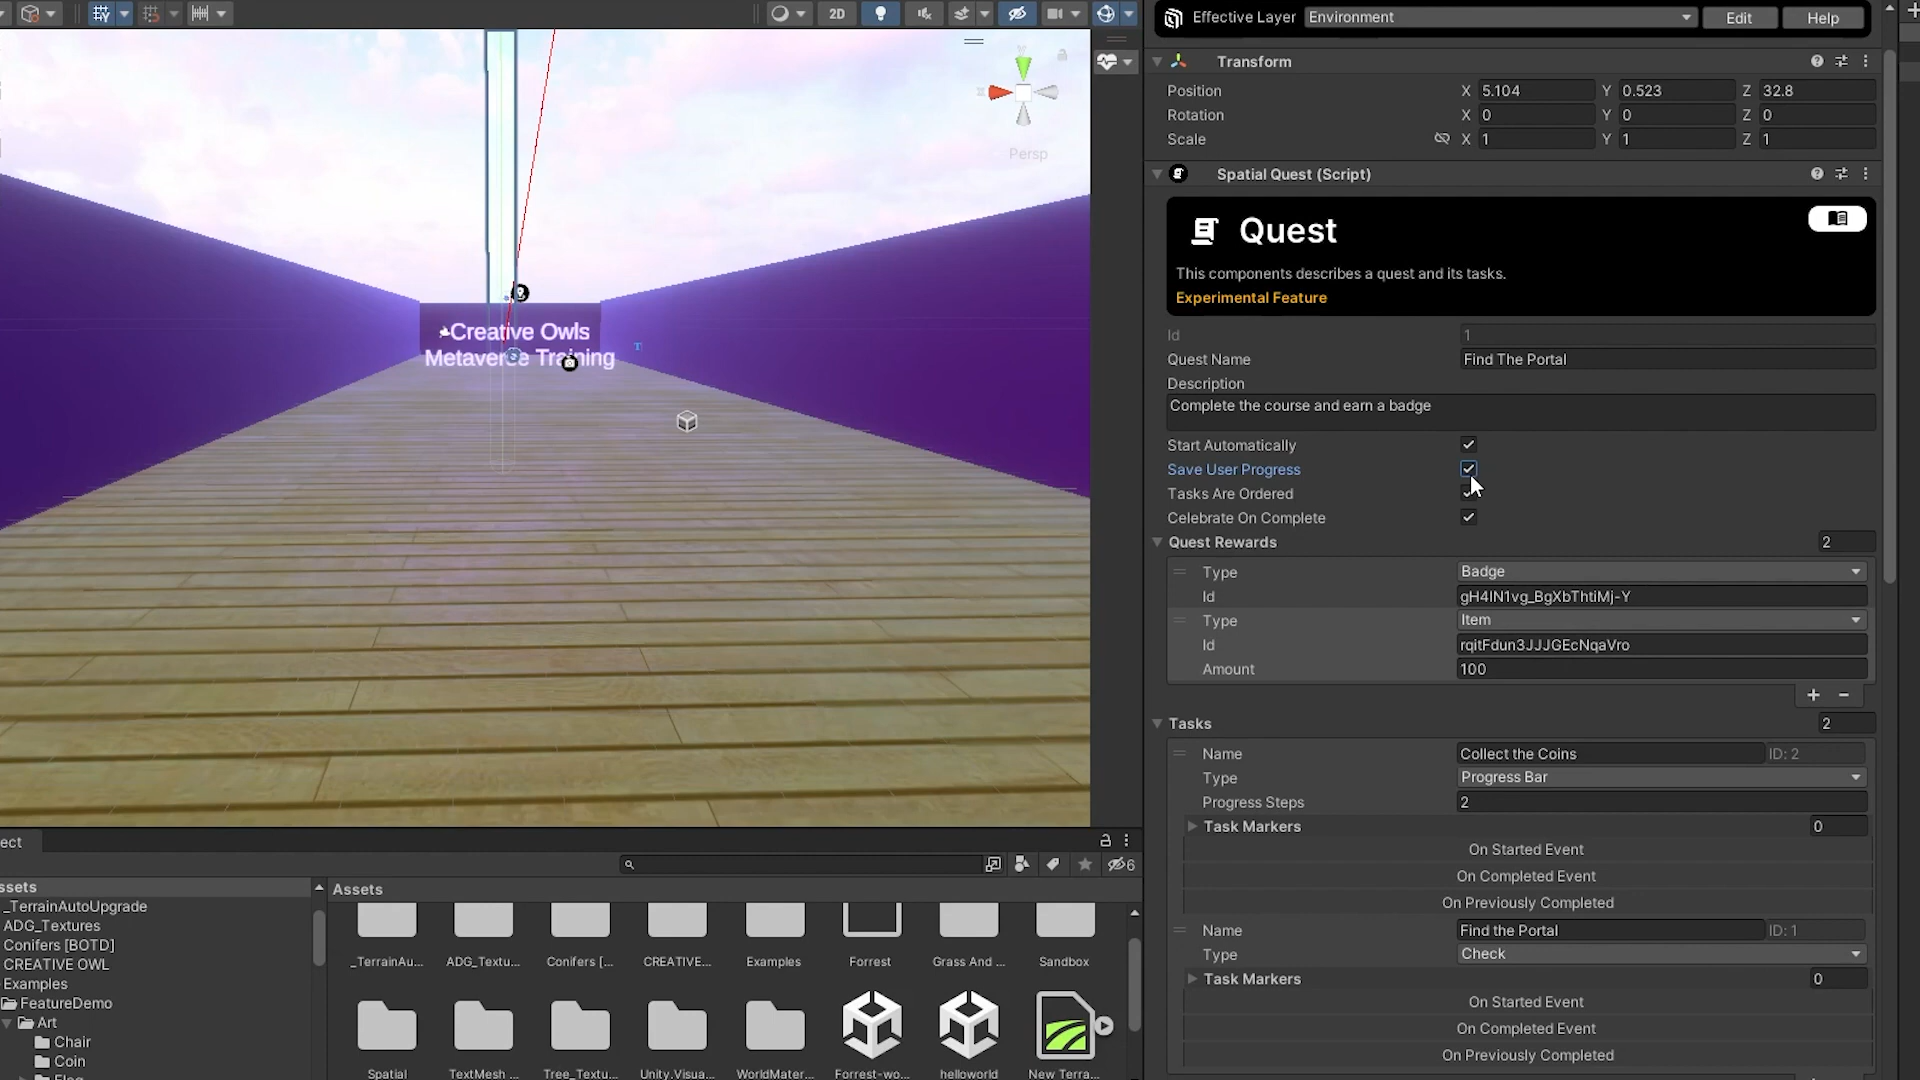 2D
Persp
Creative Owls
Metaverse Training
Effective Layer Environment Edit Help
Transform
Position X 5.104 Y 0.523 Z 32.8
Rotation X 0 Y 0 Z 0
Scale X 1 Y 1 Z 1
Spatial Quest (Script)
Quest
This components describes a quest and its tasks.
Experimental Feature
Id 1
Quest Name Find The Portal
Description
Complete the course and earn a badge
Start Automatically
Save User Progress
Tasks Are Ordered
Celebrate On Complete
Quest Rewards 2
Type Badge
Id gH4IN1vg_BgXbThtiMj-Y
Type Item
Id rqitFdun3JJJGEcNqaVro
Amount 100
+ −
Tasks 2
Name Collect the Coins ID: 2
Type Progress Bar
Progress Steps 2
Task Markers 0
On Started Event
On Completed Event
On Previously Completed
Name Find the Portal ID: 1
Type Check
Task Markers 0
On Started Event
On Completed Event
On Previously Completed
ect
6
ssets
_TerrainAutoUpgrade
ADG_Textures
Conifers [BOTD]
CREATIVE OWL
Examples
FeatureDemo
Art
Chair
Coin
Assets
_TerrainAu... ADG_Textu... Conifers [... CREATIVE... Examples Forrest Grass And ... Sandbox
Spatial TextMesh ... Tree_Textu... Unity.Visua... WorldMater... Forrest-wo... helloworld New Terra...